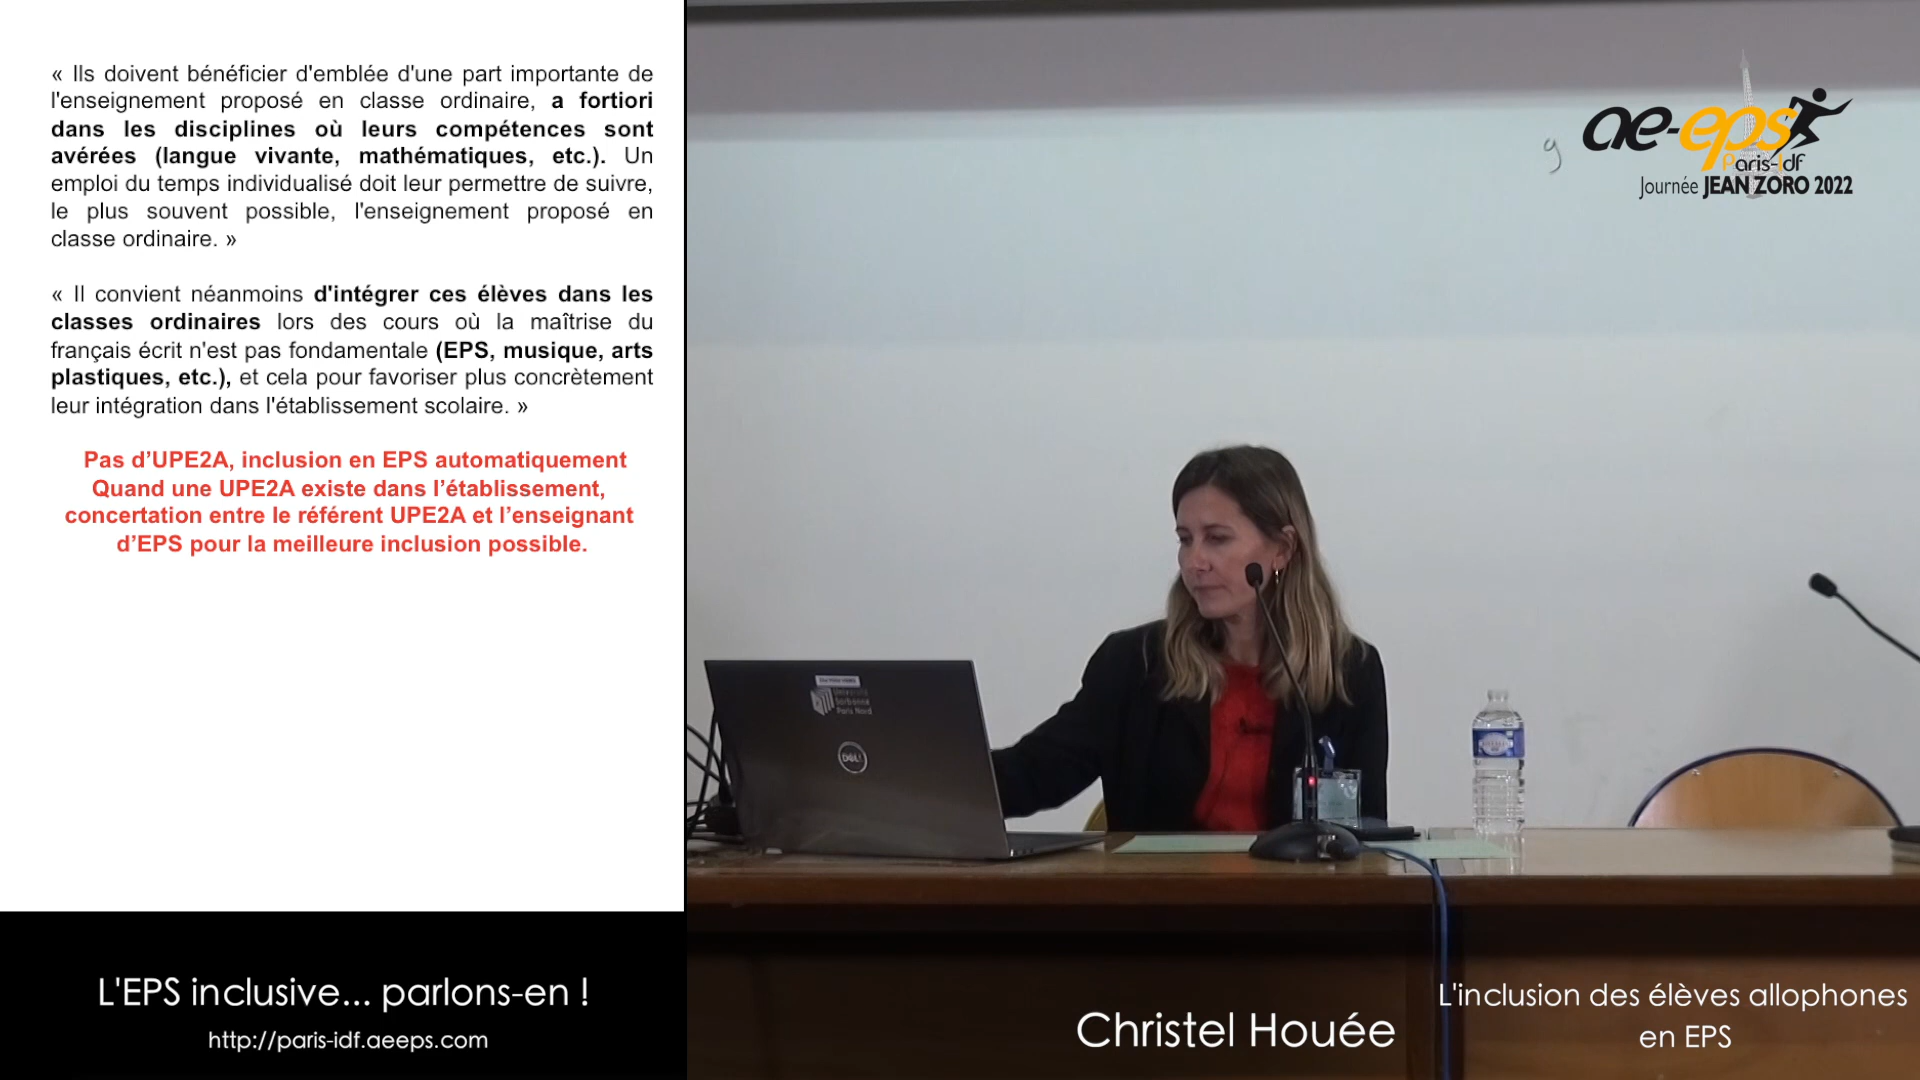 « Ils doivent bénéficier d'emblée d'une part importante de
l'enseignement proposé en classe ordinaire, a fortiori
dans les disciplines où leurs compétences sont
avérées (langue vivante, mathématiques, etc.). Un
emploi du temps individualisé doit leur permettre de suivre,
le plus souvent possible, l'enseignement proposé en
classe ordinaire. »
« Il convient néanmoins d'intégrer ces élèves dans les
classes ordinaires lors des cours où la maîtrise du
français écrit n'est pas fondamentale (EPS, musique, arts
plastiques, etc.), et cela pour favoriser plus concrètement
leur intégration dans l'établissement scolaire. »
Pas d’UPE2A, inclusion en EPS automatiquement
Quand une UPE2A existe dans l’établissement,
concertation entre le référent UPE2A et l’enseignant
d’EPS pour la meilleure inclusion possible.
L'EPS inclusive... parlons-en !
http://paris-idf.aeeps.com
ae-eps
Paris-Idf
Journée JEAN ZORO 2022
g
Université
Sorbonne
Paris Nord
DELL
Christel Houée
L'inclusion des élèves allophones
en EPS